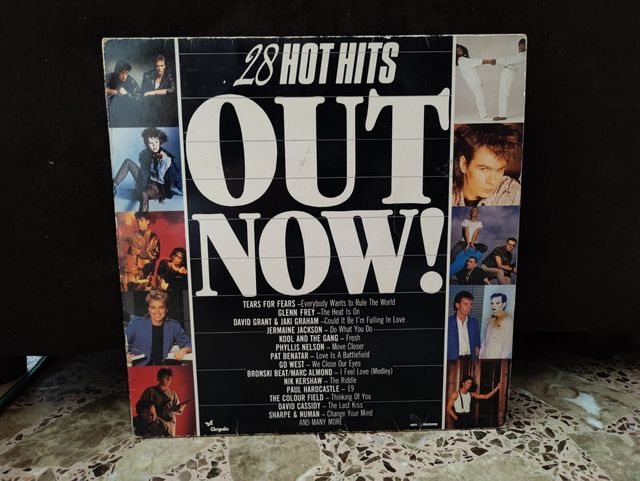 28 HOT HITS
OUT
NOW!
TEARS FOR FEARS –Everybody Wants to Rule The World
GLENN FREY –The Heat Is On
DAVID GRANT & JAKI GRAHAM –Could It Be I'm Falling In Love
JERMAINE JACKSON – Do What You Do
KOOL AND THE GANG – Fresh
PHYLLIS NELSON – Move Closer
PAT BENATAR – Love Is A Battlefield
GO WEST – We Close Our Eyes
BRONSKI BEAT/MARC ALMOND – I Feel Love (Medley)
NIK KERSHAW – The Riddle
PAUL HARDCASTLE – 19
THE COLOUR FIELD – Thinking Of You
DAVID CASSIDY – The Last Kiss
SHARPE & NUMAN – Change Your Mind
AND MANY MORE
Chrysalis
MCA RECORDS